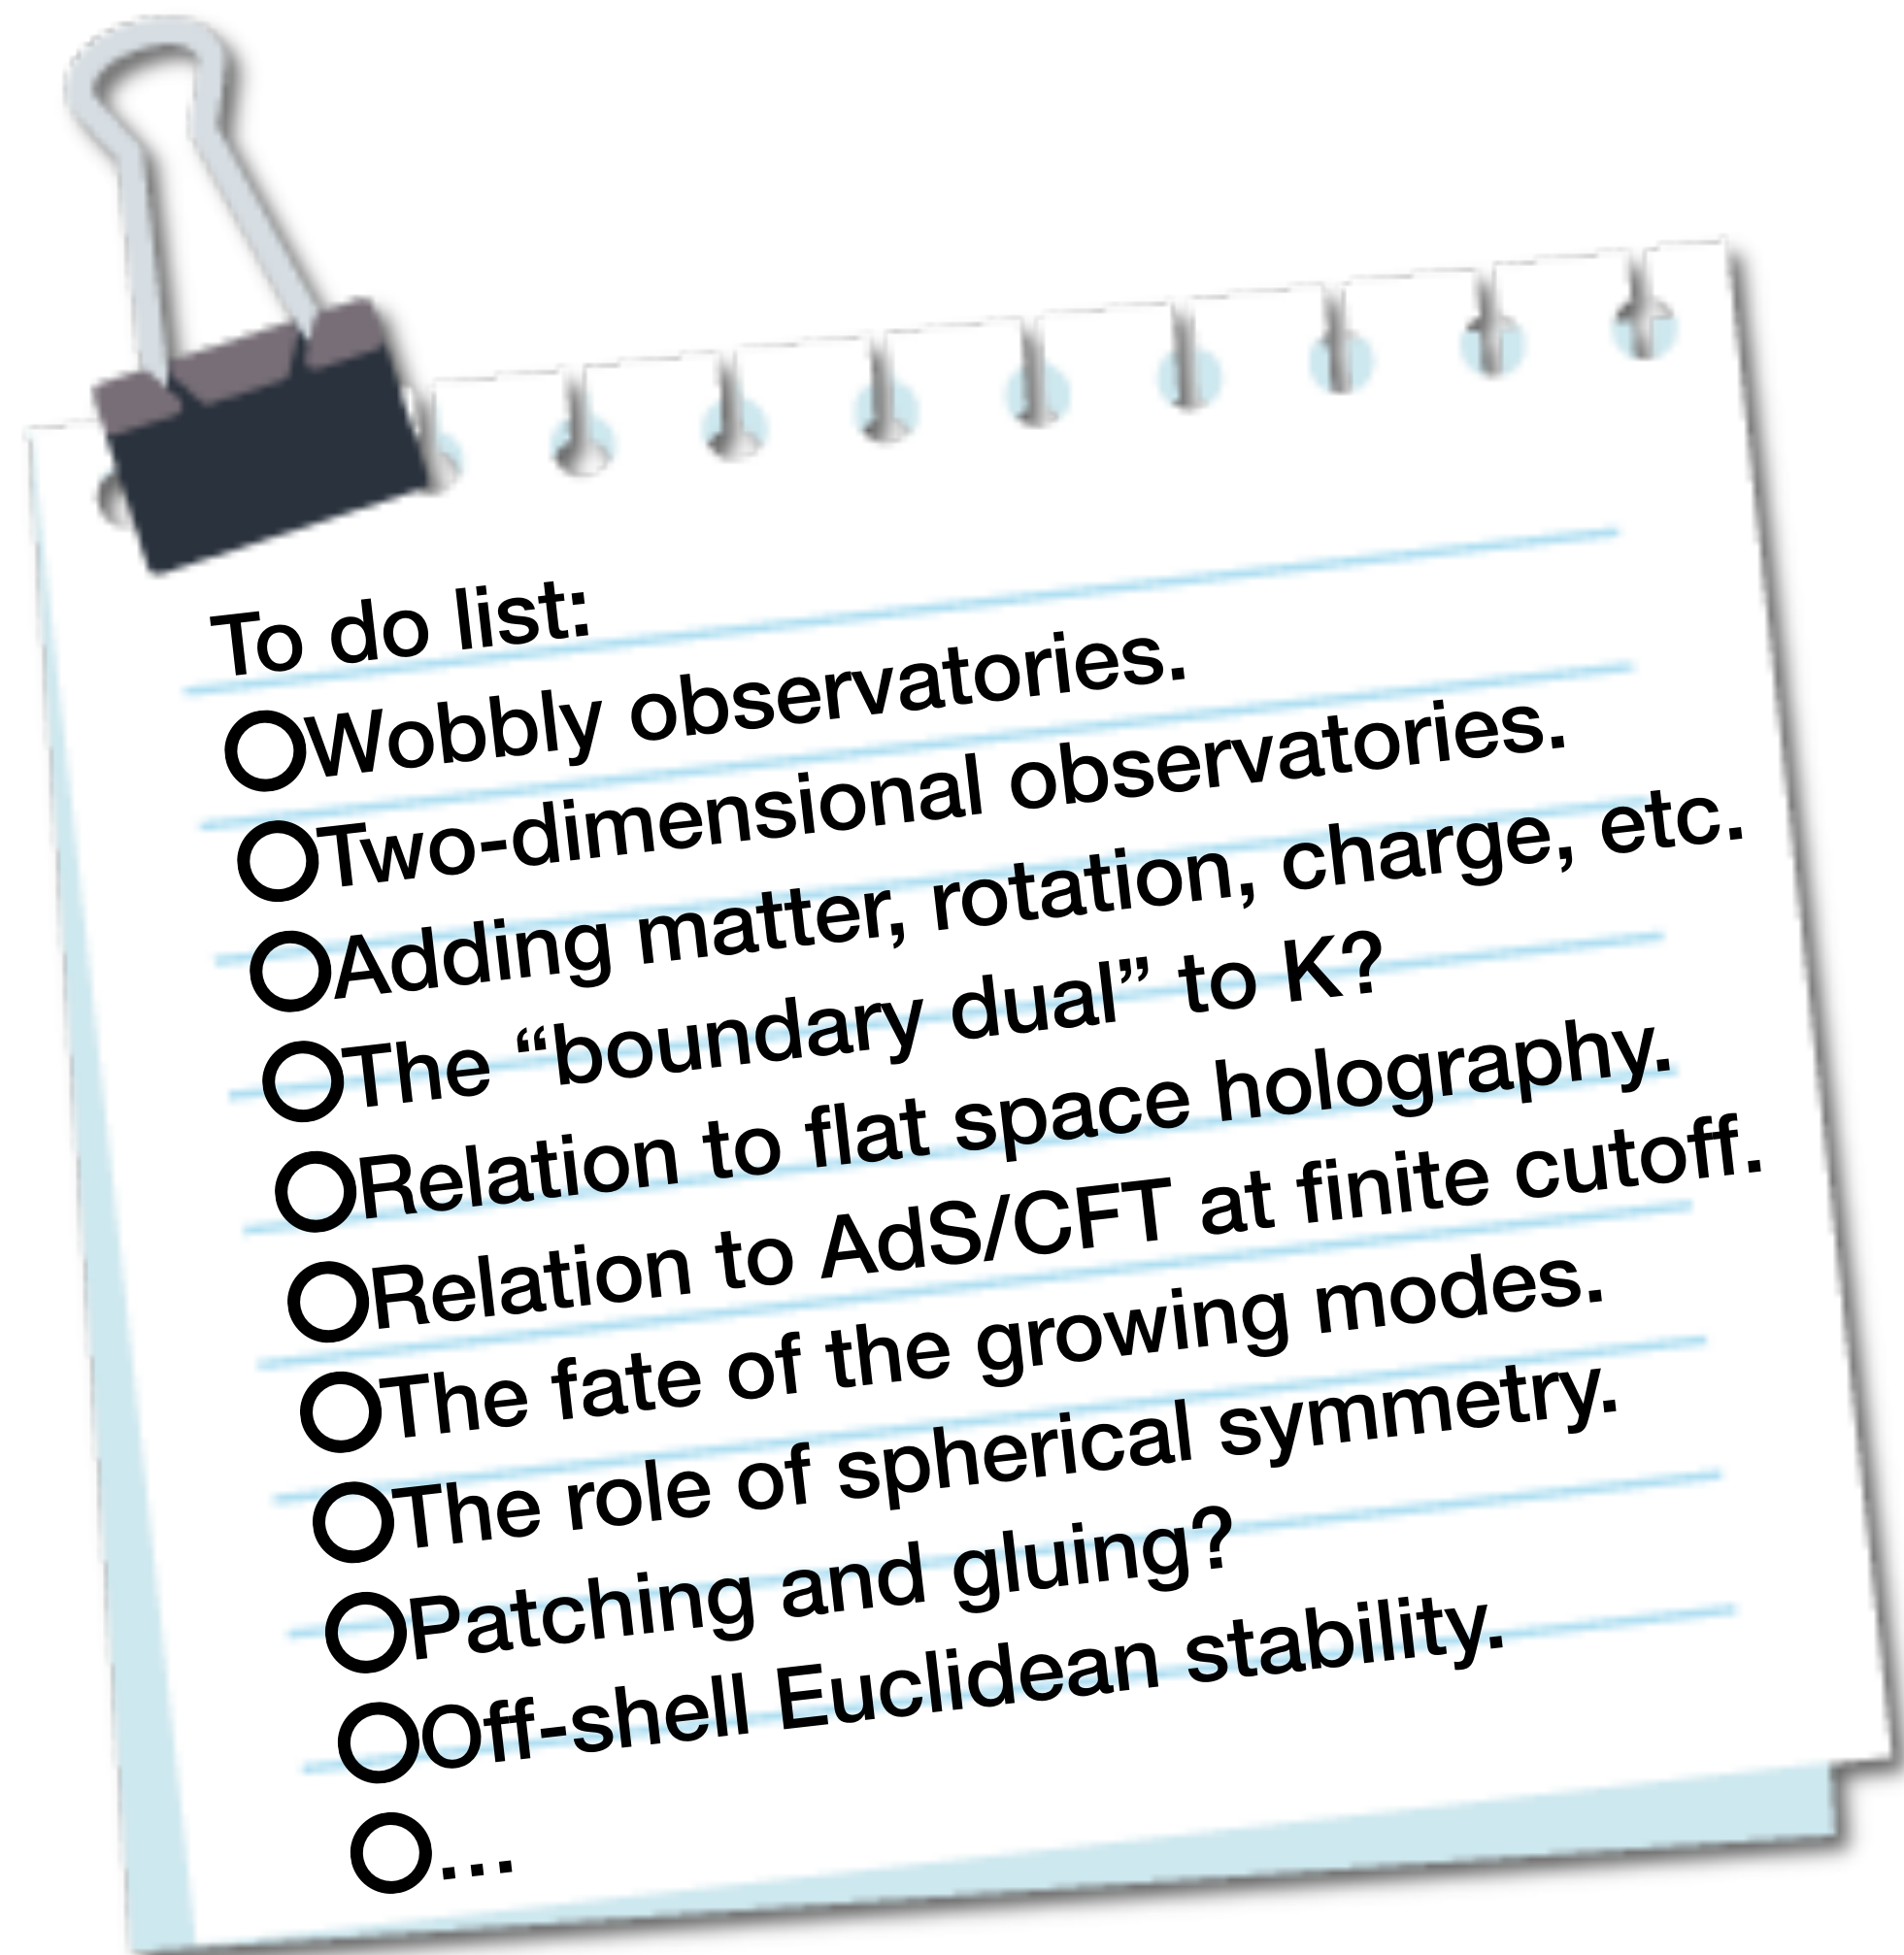 To do list:
Wobbly observatories.
Two-dimensional observatories.
Adding matter, rotation, charge, etc.
The “boundary dual” to K?
Relation to flat space holography.
Relation to AdS/CFT at finite cutoff.
The fate of the growing modes.
The role of spherical symmetry.
Patching and gluing?
Off-shell Euclidean stability.
...